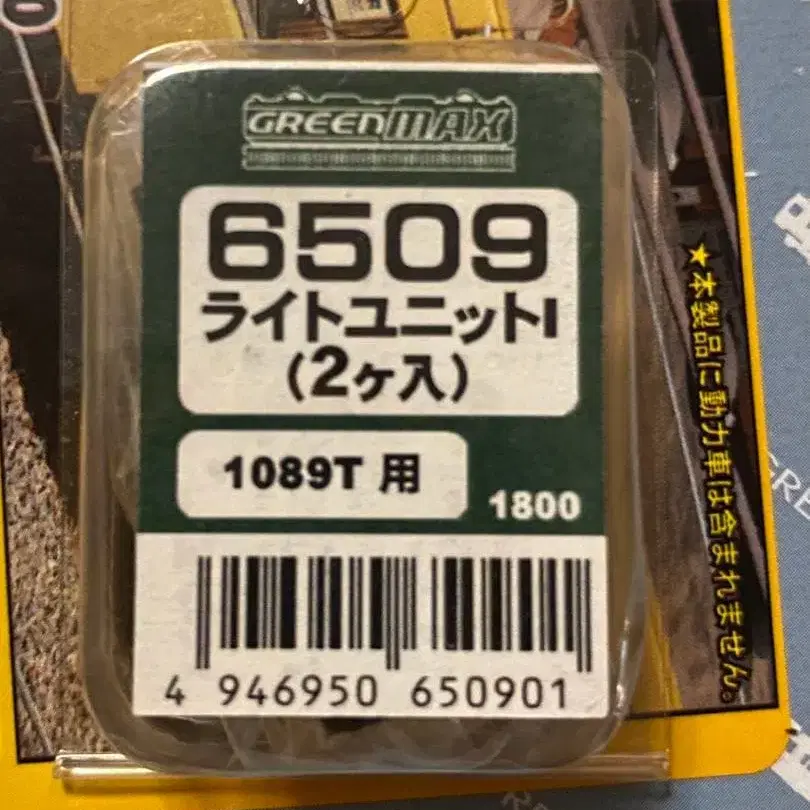 GREENMAX
6509
ライトユニットI
(2ヶ入)
1089T 用
1800
4 946950 650901
★本製品に動力車は含まれません。